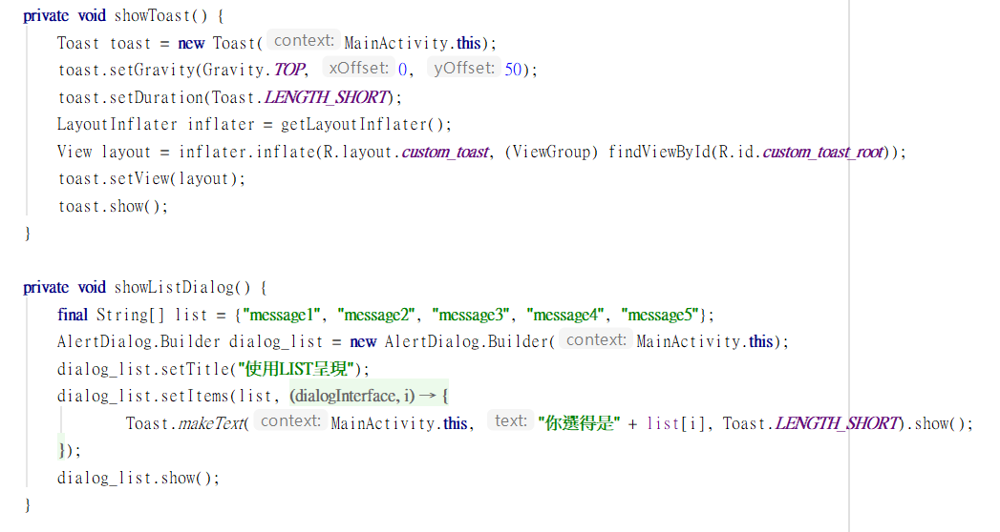 private void showToast() {
Toast toast = new Toast( context: MainActivity.this);
toast.setGravity(Gravity.TOP, xOffset: 0, yOffset: 50);
toast.setDuration(Toast.LENGTH_SHORT);
LayoutInflater inflater = getLayoutInflater();
View layout = inflater.inflate(R.layout.custom_toast, (ViewGroup) findViewById(R.id.custom_toast_root));
toast.setView(layout);
toast.show();
}
private void showListDialog() {
final String[] list = {"message1", "message2", "message3", "message4", "message5"};
AlertDialog.Builder dialog_list = new AlertDialog.Builder( context: MainActivity.this);
dialog_list.setTitle("使用LIST呈現");
dialog_list.setItems(list, (dialogInterface, i) → {
Toast.makeText( context: MainActivity.this, text: "你選得是" + list[i], Toast.LENGTH_SHORT).show();
});
dialog_list.show();
}